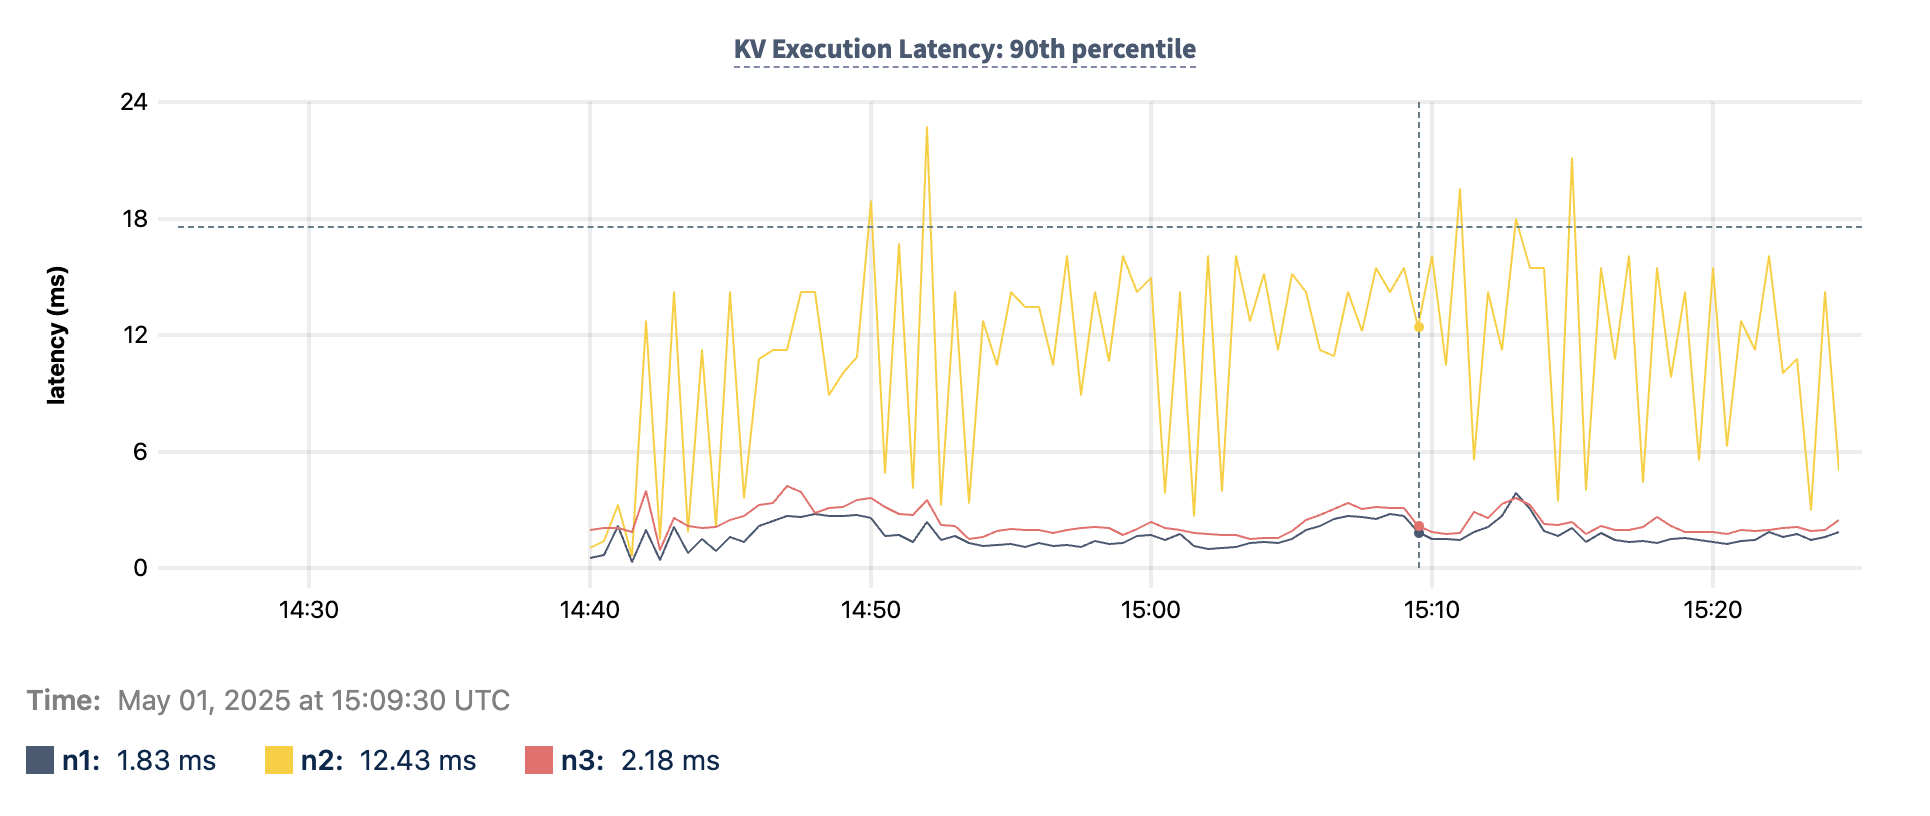 KV Execution Latency: 90th percentile
24
18
12
6
0
latency (ms)
14:30 14:40 14:50 15:00 15:10 15:20
Time: May 01, 2025 at 15:09:30 UTC
n1: 1.83 ms n2: 12.43 ms n3: 2.18 ms